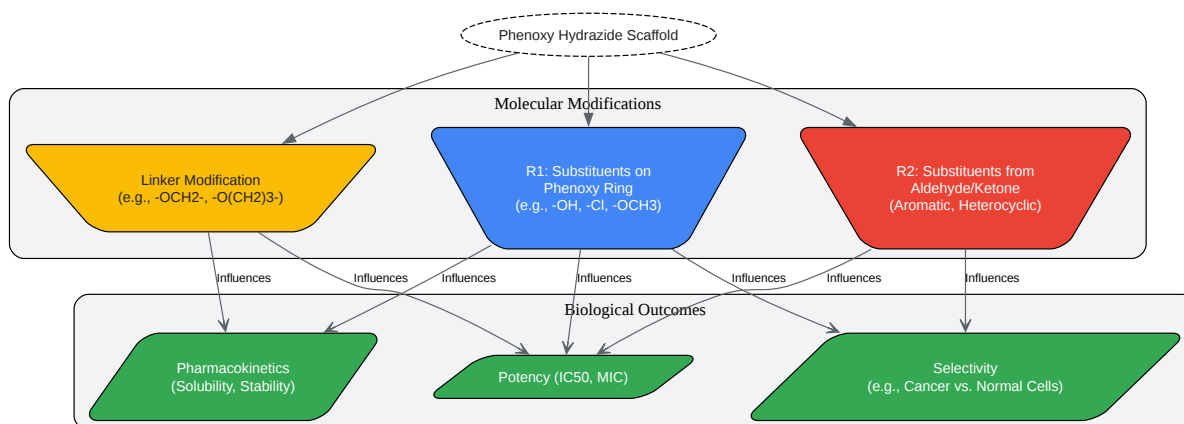 Phenoxy Hydrazide Scaffold
Molecular Modifications
Linker Modification
(e.g., -OCH2-, -O(CH2)3-)
R1: Substituents on
Phenoxy Ring
(e.g., -OH, -Cl, -OCH3)
R2: Substituents from
Aldehyde/Ketone
(Aromatic, Heterocyclic)
Influences
Influences
Influences
Influences
Influences
Influences
Influences
Biological Outcomes
Pharmacokinetics
(Solubility, Stability)
Potency (IC50, MIC)
Selectivity
(e.g., Cancer vs. Normal Cells)